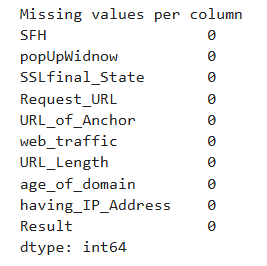 Missing values per column
SFH 0
popUpWidnow 0
SSLfinal_State 0
Request_URL 0
URL_of_Anchor 0
web_traffic 0
URL_Length 0
age_of_domain 0
having_IP_Address 0
Result 0
dtype: int64